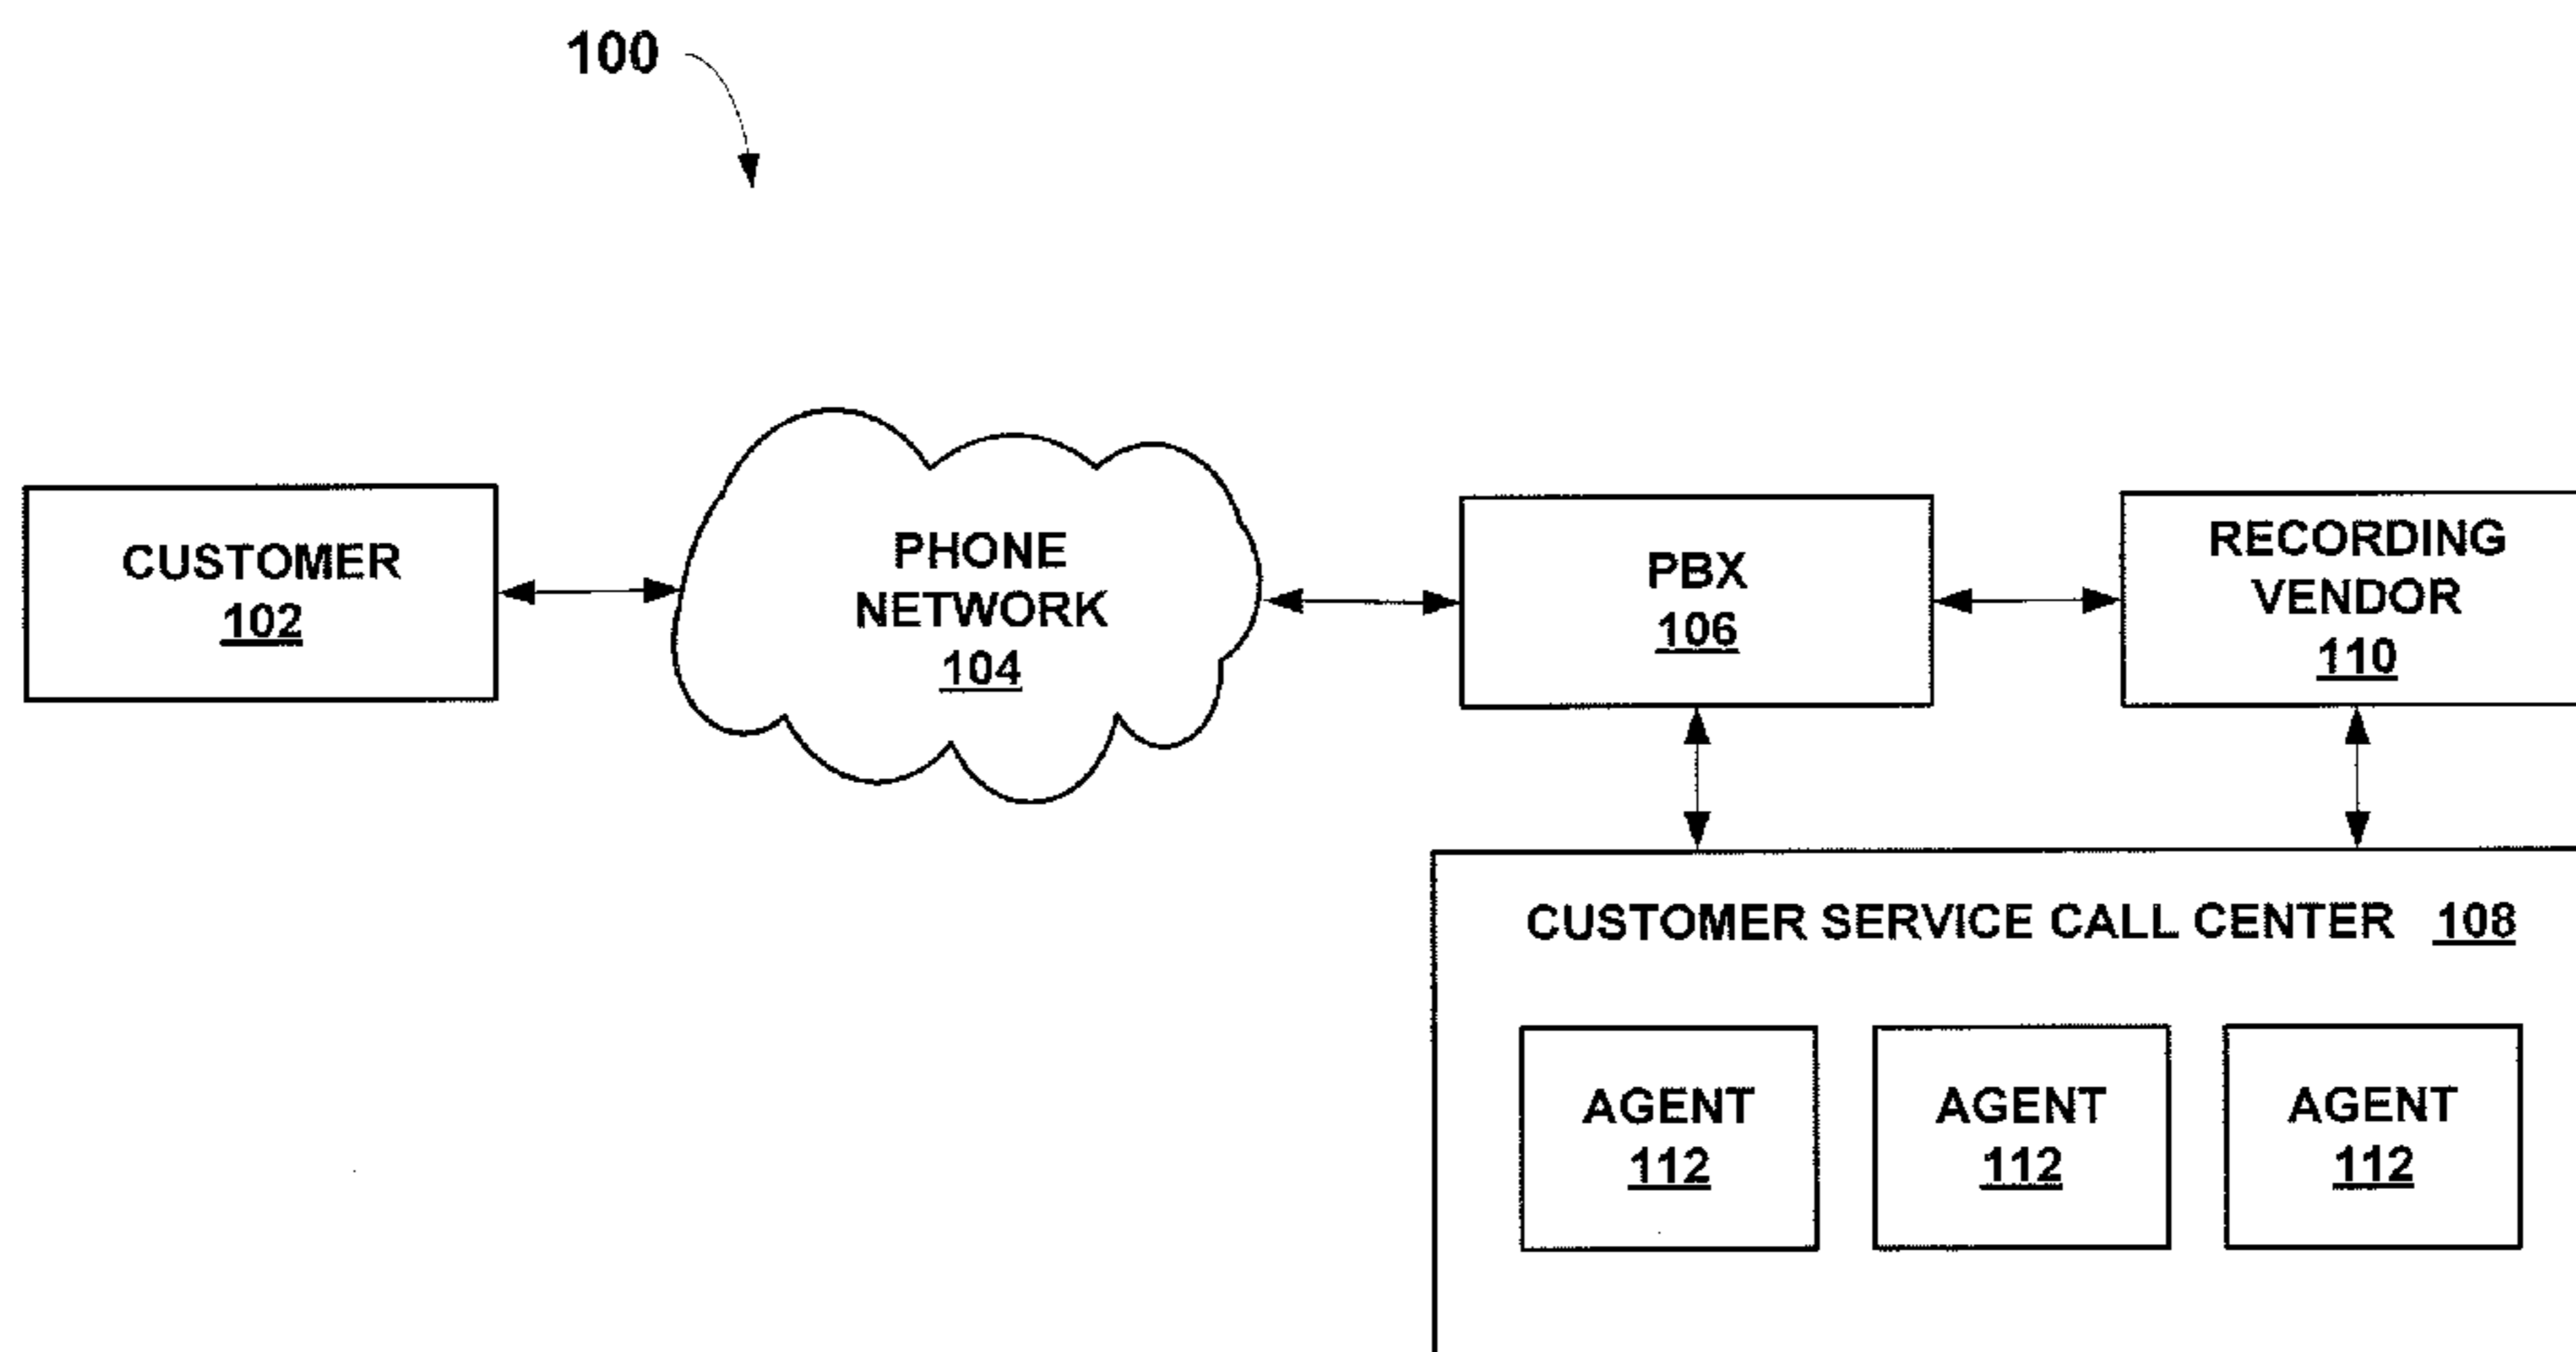 100
CUSTOMER
102
PHONE
NETWORK
104
PBX
106
RECORDING
VENDOR
110
CUSTOMER SERVICE CALL CENTER 108
AGENT
112
AGENT
112
AGENT
112